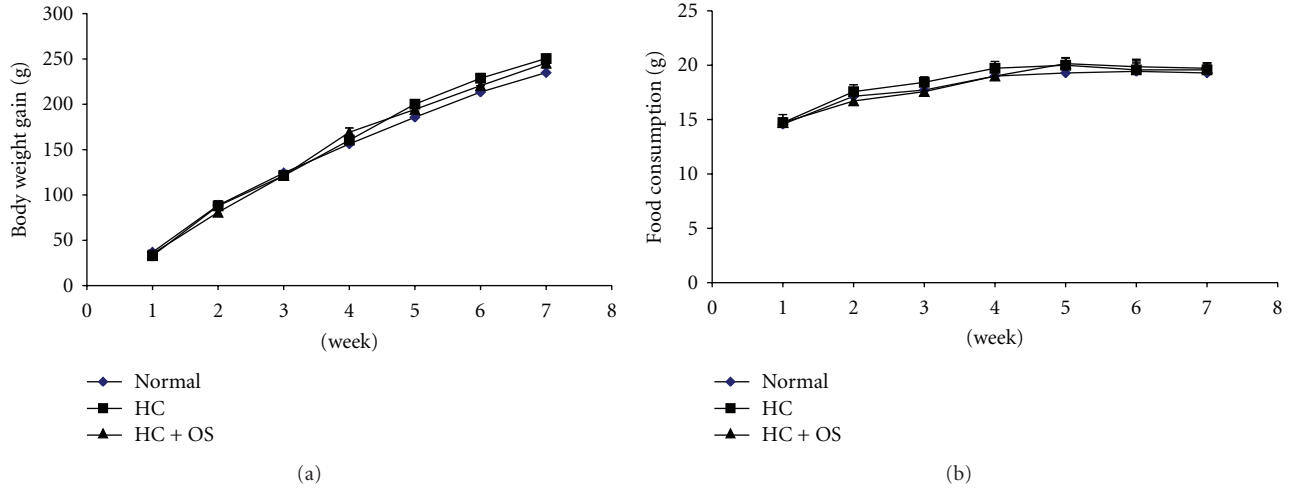 300
250
200
150
100
50
0
Body weight gain (g)
0 1 2 3 4 5 6 7 8
(week)
Normal
HC
HC + OS
(a)
25
20
15
10
5
0
Food consumption (g)
0 1 2 3 4 5 6 7 8
(week)
Normal
HC
HC + OS
(b)